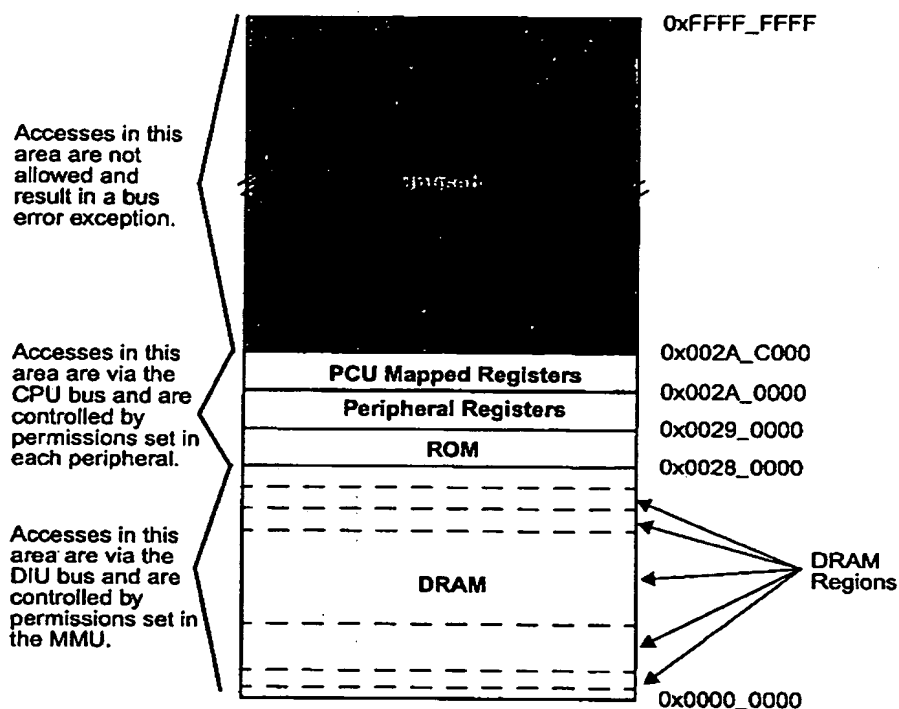 0xFFFF_FFFF
Accesses in this
area are not
allowed and
result in a bus
error exception.
0x002A_C000
Accesses in this
area are via the
CPU bus and are
controlled by
permissions set in
each peripheral.
PCU Mapped Registers
0x002A_0000
Peripheral Registers
0x0029_0000
ROM
0x0028_0000
Accesses in this
area are via the
DIU bus and are
controlled by
permissions set in
the MMU.
DRAM
DRAM
Regions
0x0000_0000